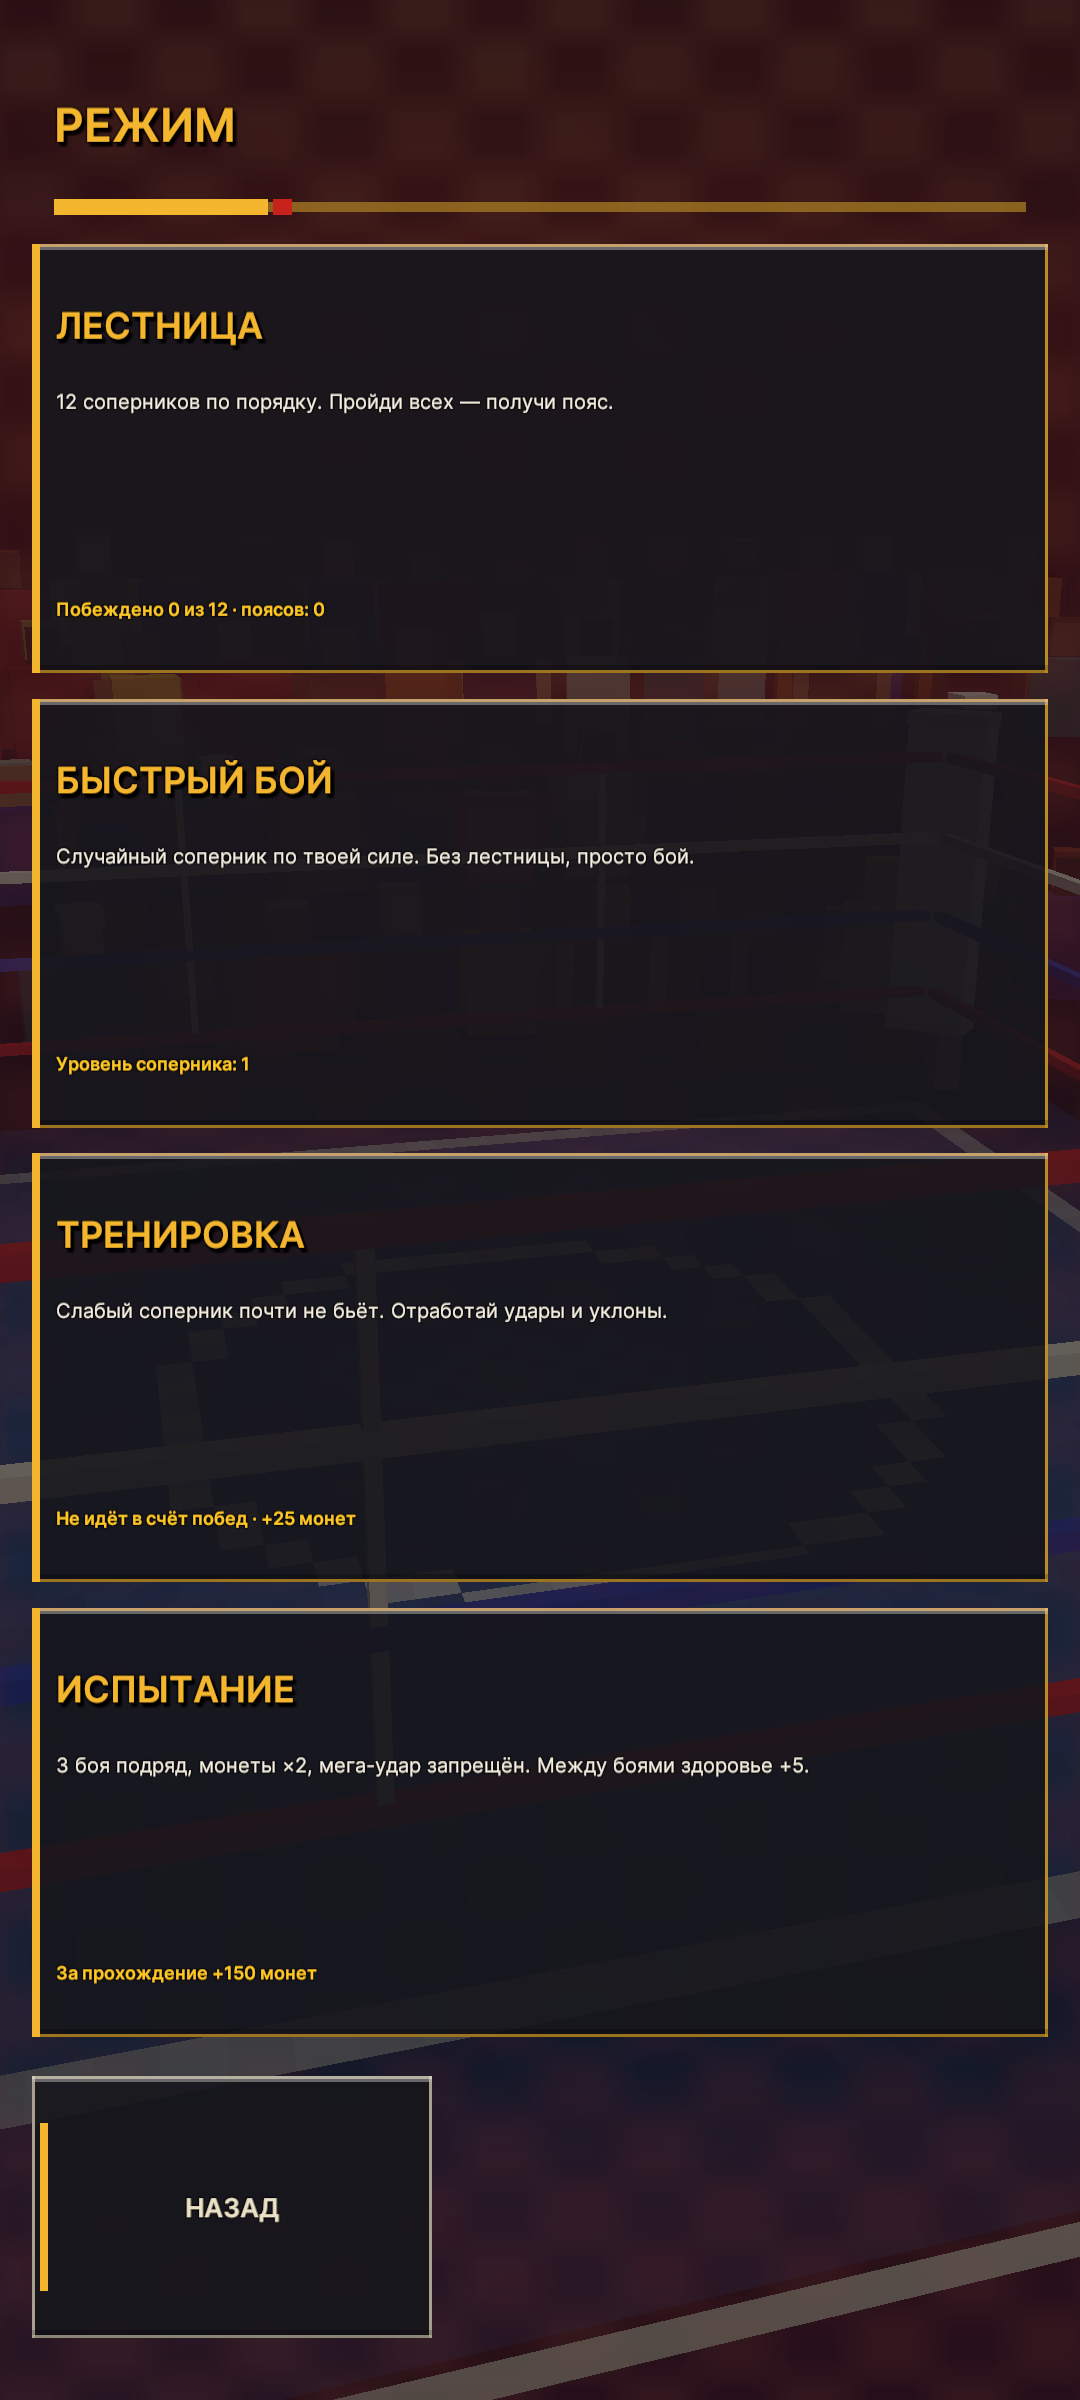 РЕЖИМ
ЛЕСТНИЦА
12 соперников по порядку. Пройди всех — получи пояс.
Побеждено 0 из 12 · поясов: 0
БЫСТРЫЙ БОЙ
Случайный соперник по твоей силе. Без лестницы, просто бой.
Уровень соперника: 1
ТРЕНИРОВКА
Слабый соперник почти не бьёт. Отработай удары и уклоны.
Не идёт в счёт побед · +25 монет
ИСПЫТАНИЕ
3 боя подряд, монеты ×2, мега-удар запрещён. Между боями здоровье +5.
За прохождение +150 монет
НАЗАД